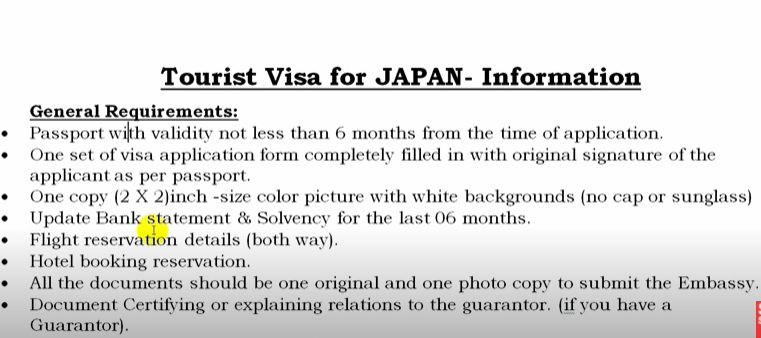 Tourist Visa for JAPAN- Information
General Requirements:
• Passport with validity not less than 6 months from the time of application.
• One set of visa application form completely filled in with original signature of the
applicant as per passport.
• One copy (2 X 2)inch -size color picture with white backgrounds (no cap or sunglass)
• Update Bank statement & Solvency for the last 06 months.
• Flight reservation details (both way).
• Hotel booking reservation.
• All the documents should be one original and one photo copy to submit the Embassy.
• Document Certifying or explaining relations to the guarantor. (if you have a
Guarantor).